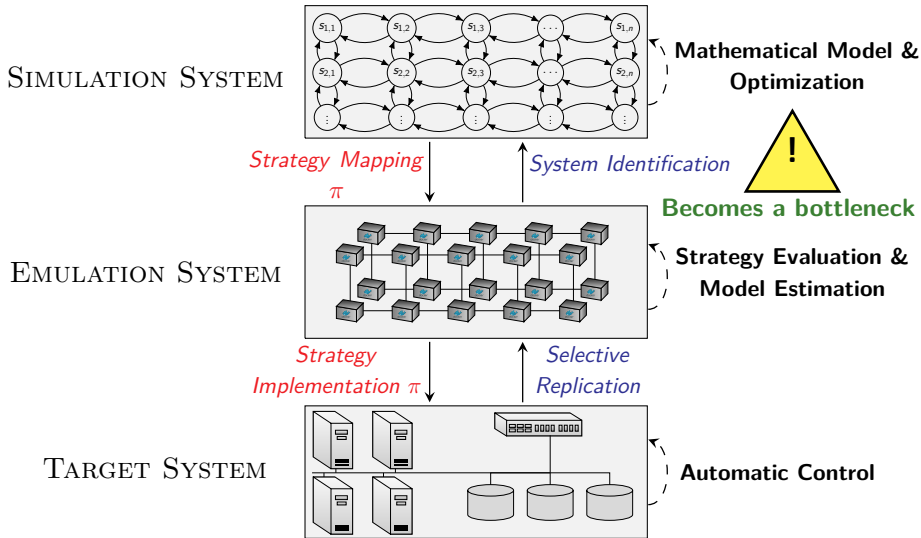 s1,1 s1,2 s1,3 ... s1,n
SIMULATION SYSTEM
s2,1 s2,2 s2,3 ... s2,n
⋮ ⋮ ⋮ ⋮ ⋮
Mathematical Model &
Optimization
!
Becomes a bottleneck
Strategy Mapping
π
System Identification
EMULATION SYSTEM
Strategy Evaluation &
Model Estimation
Strategy
Implementation π
Selective
Replication
TARGET SYSTEM
Automatic Control